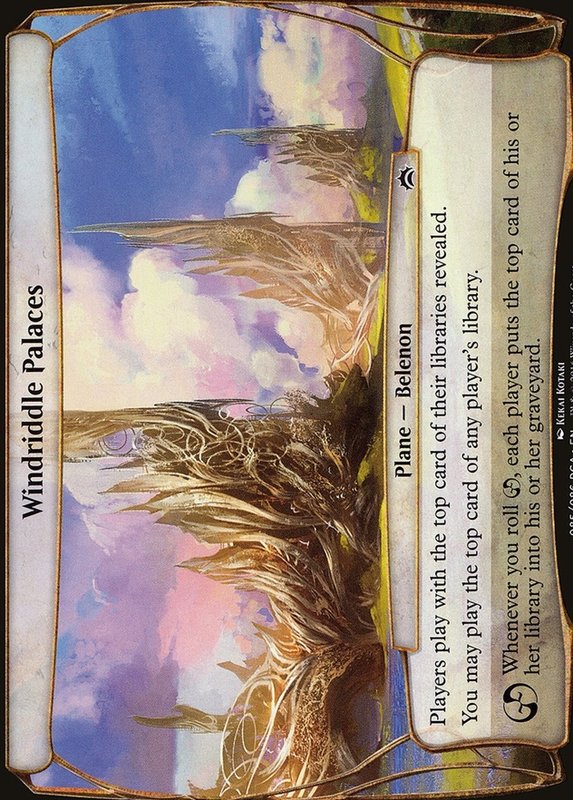 Windriddle Palaces
Plane — Belenon
Players play with the top card of their libraries revealed.
You may play the top card of any player's library.
Whenever you roll , each player puts the top card of his or
her library into his or her graveyard.
KEKAI KOTAKI